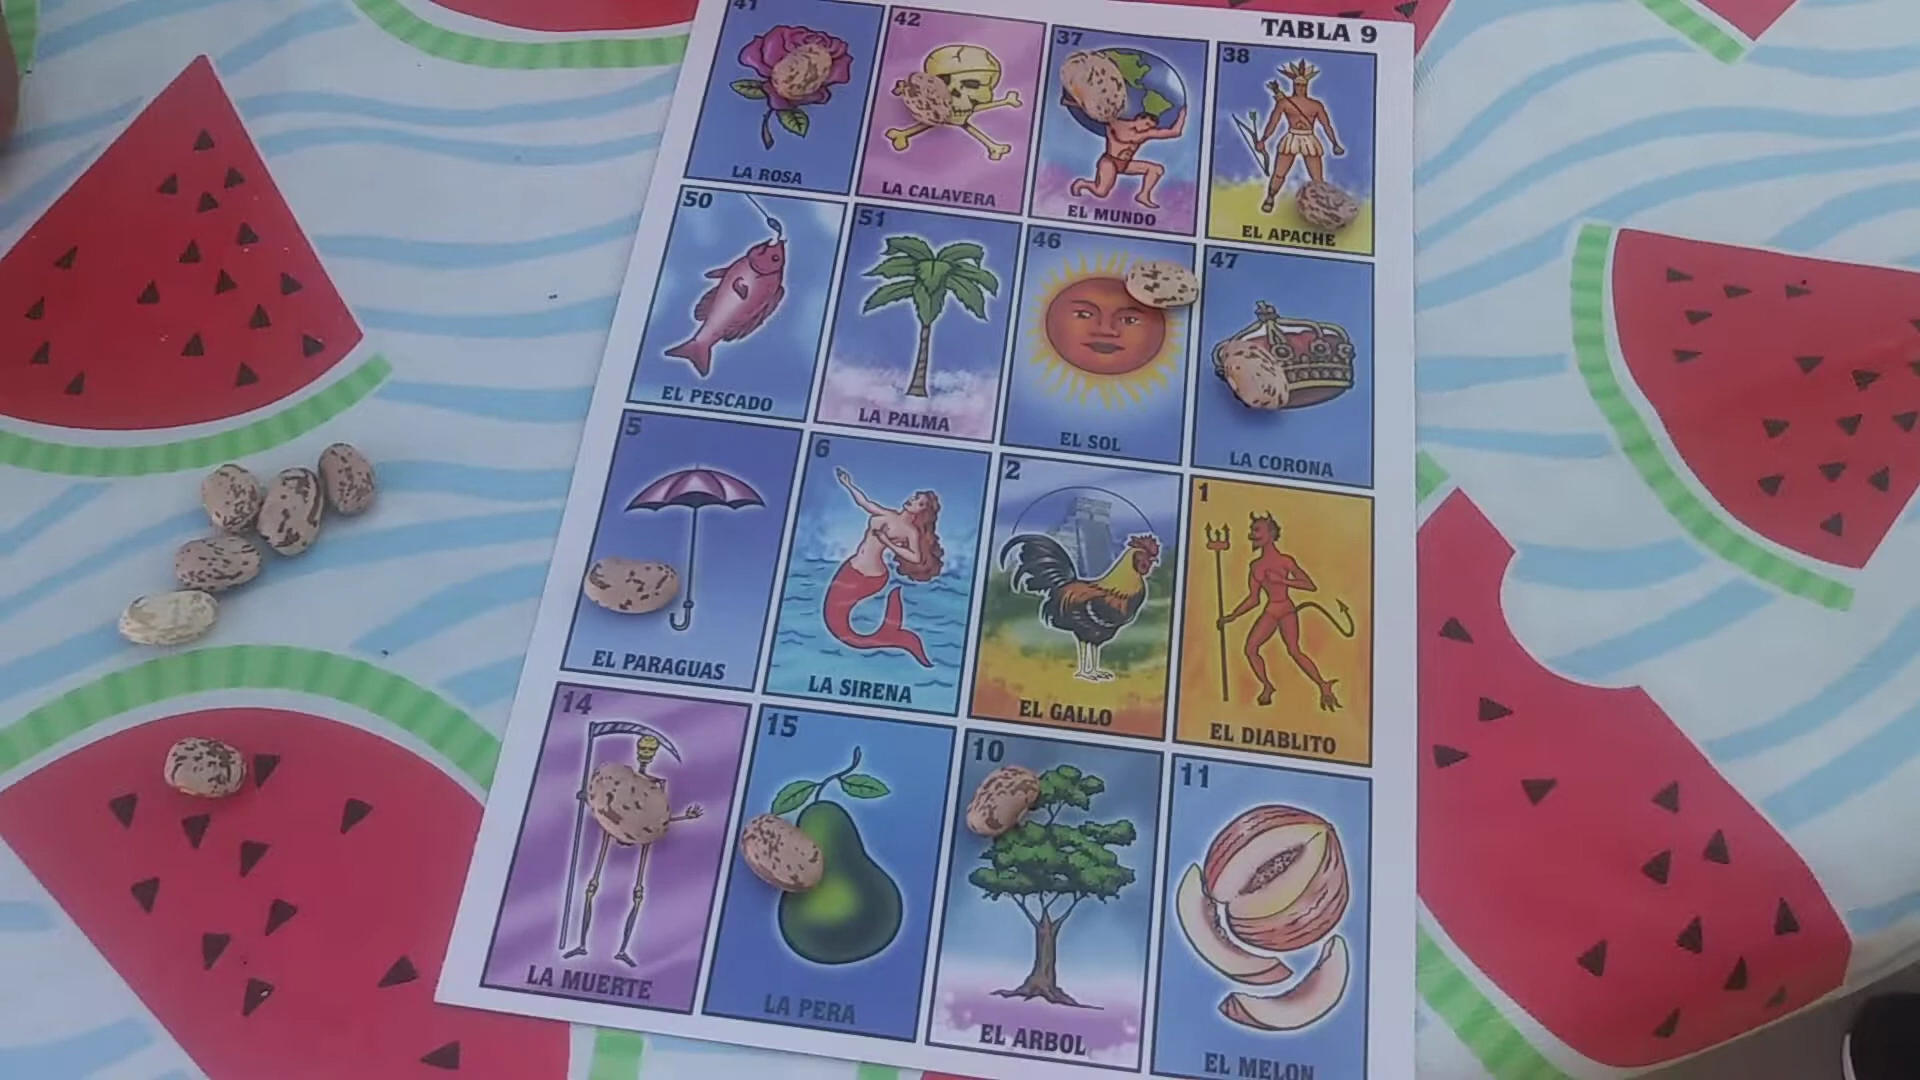 TABLA 9
41
LA ROSA
42
LA CALAVERA
37
EL MUNDO
38
EL APACHE
50
EL PESCADO
51
LA PALMA
46
EL SOL
47
LA CORONA
5
EL PARAGUAS
6
LA SIRENA
2
EL GALLO
1
EL DIABLITO
14
LA MUERTE
15
LA PERA
10
EL ARBOL
11
EL MELON